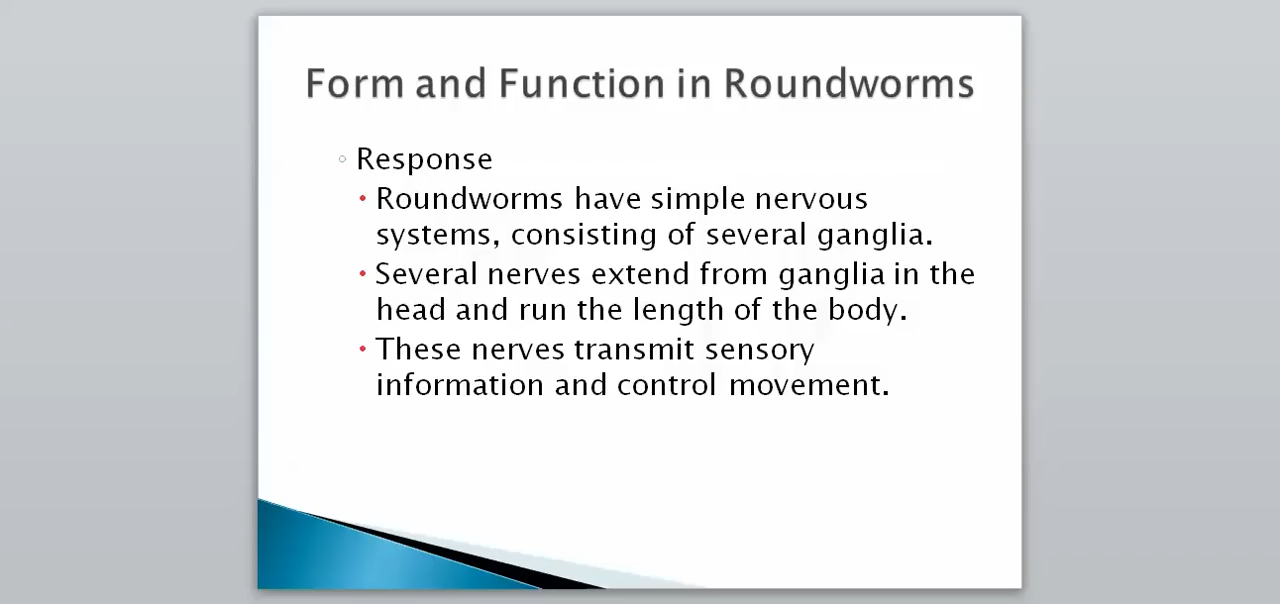 Form and Function in Roundworms
◦ Response
• Roundworms have simple nervous
systems, consisting of several ganglia.
• Several nerves extend from ganglia in the
head and run the length of the body.
• These nerves transmit sensory
information and control movement.